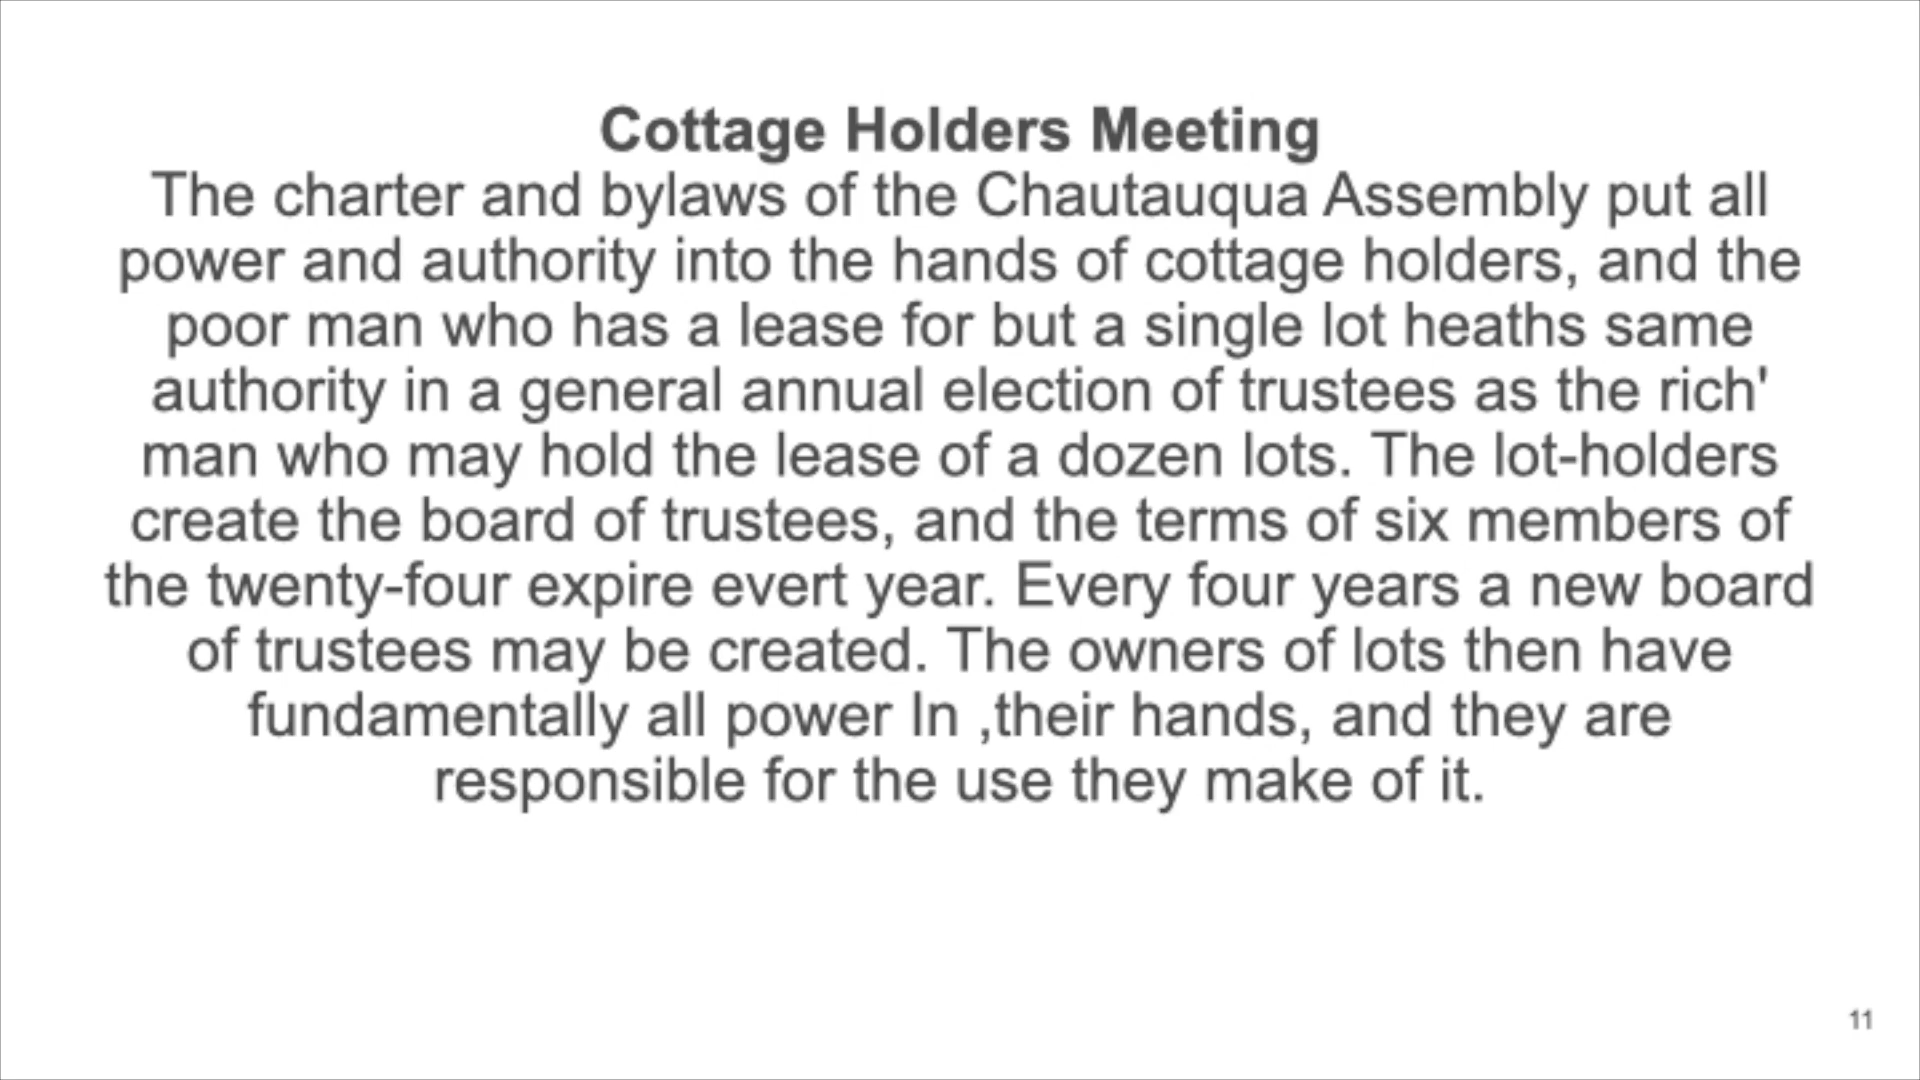 Cottage Holders Meeting
The charter and bylaws of the Chautauqua Assembly put all
power and authority into the hands of cottage holders, and the
poor man who has a lease for but a single lot heaths same
authority in a general annual election of trustees as the rich'
man who may hold the lease of a dozen lots. The lot-holders
create the board of trustees, and the terms of six members of
the twenty-four expire evert year. Every four years a new board
of trustees may be created. The owners of lots then have
fundamentally all power In ,their hands, and they are
responsible for the use they make of it.
11